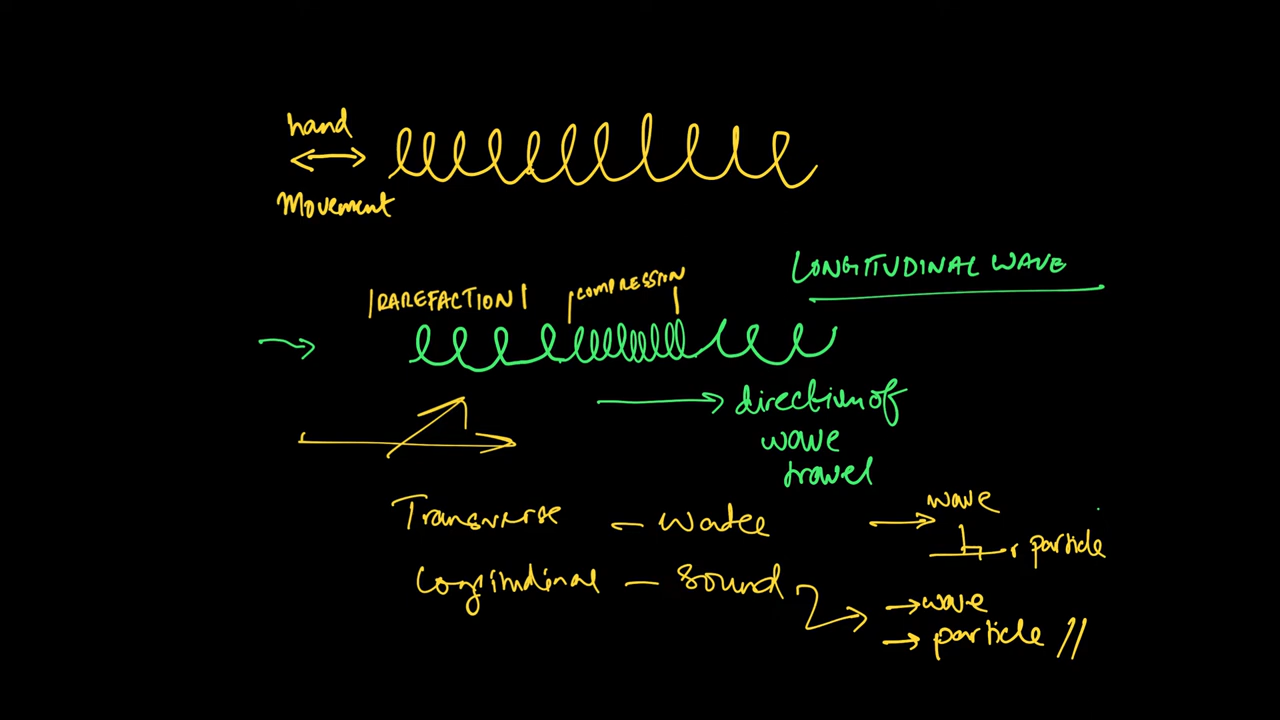 hand
Movement
LONGITUDINAL WAVE
RAREFACTION
COMPRESSION
direction of
wave
travel
Transverse — Water
wave
particle
Longitudinal — Sound
→ wave
→ particle //